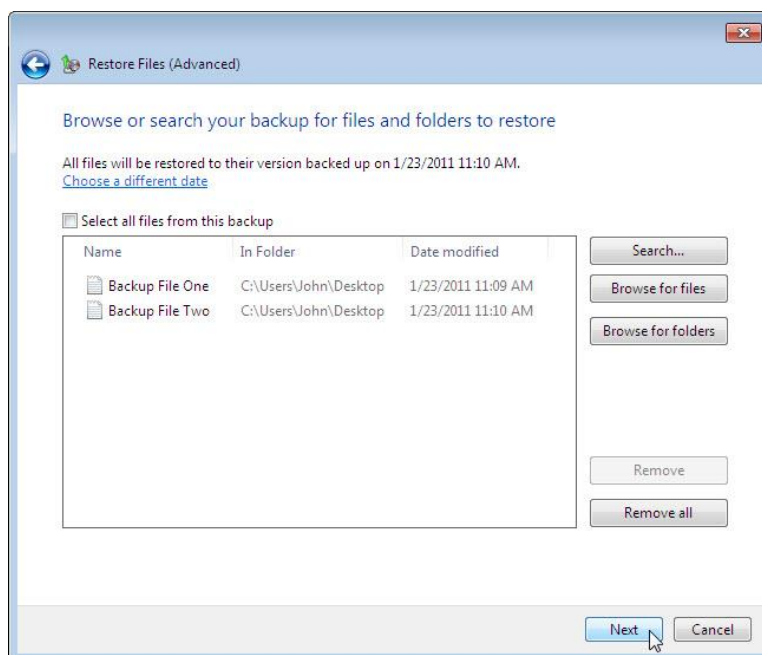 Restore Files (Advanced)
Browse or search your backup for files and folders to restore
All files will be restored to their version backed up on 1/23/2011 11:10 AM.
Choose a different date
Select all files from this backup
Name In Folder Date modified
Backup File One C:\Users\John\Desktop 1/23/2011 11:09 AM
Backup File Two C:\Users\John\Desktop 1/23/2011 11:10 AM
Search...
Browse for files
Browse for folders
Remove
Remove all
Next Cancel